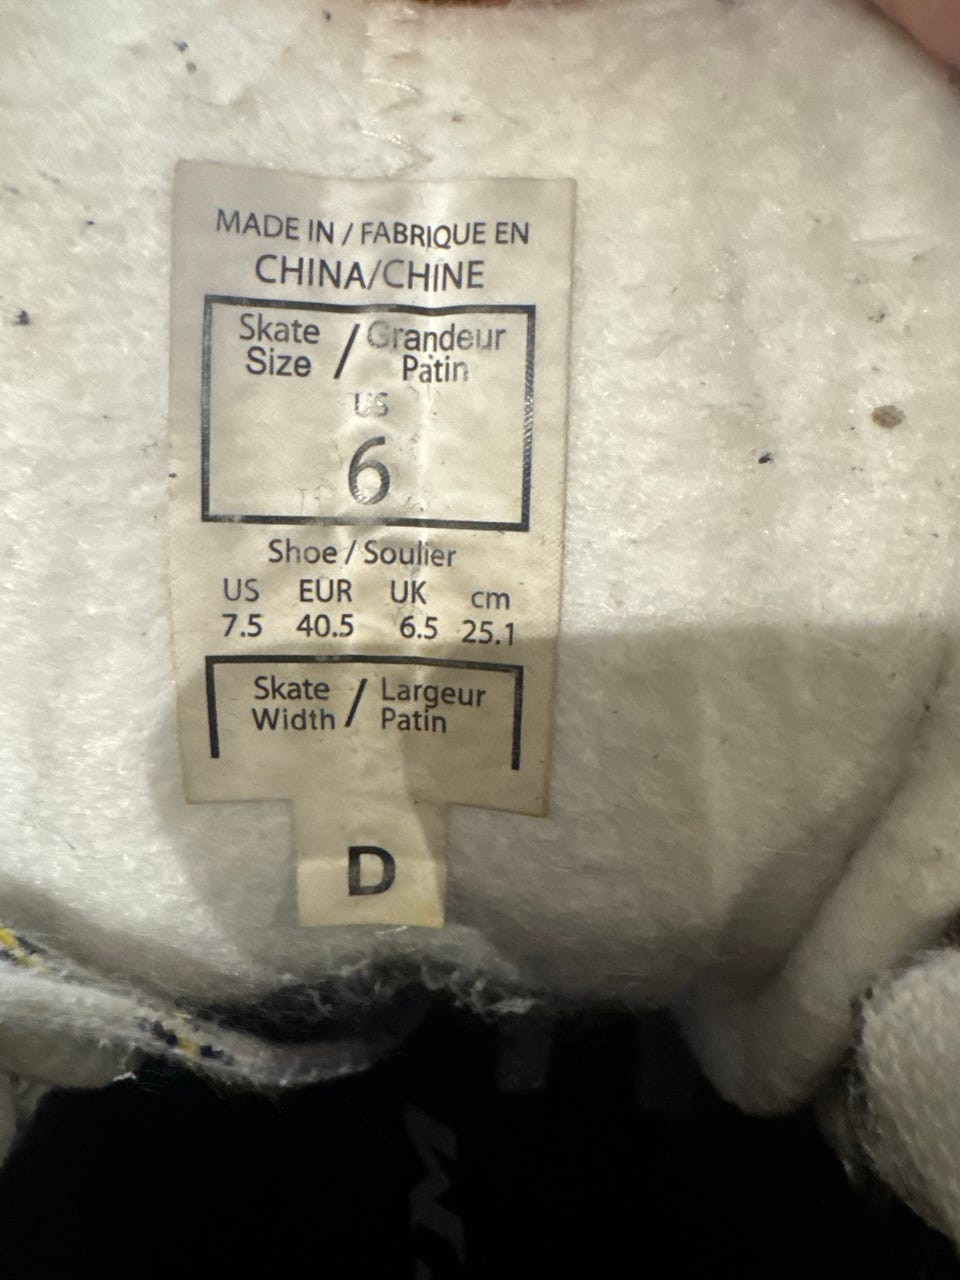 MADE IN / FABRIQUE EN
CHINA/CHINE
Skate Size / Grandeur Patin
US
6
Shoe / Soulier
US EUR UK cm
7.5 40.5 6.5 25.1
Skate Width / Largeur Patin
D